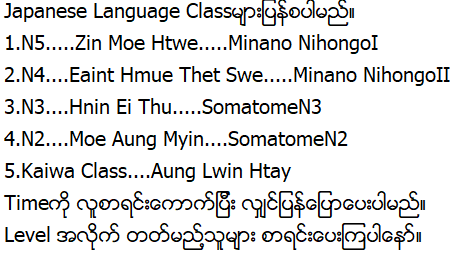 Japanese Language Classများပြန်စပါမည်။
1.N5.....Zin Moe Htwe.....Minano NihongoI
2.N4....Eaint Hmue Thet Swe.....Minano NihongoII
3.N3....Hnin Ei Thu.....SomatomeN3
4.N2....Moe Aung Myin....SomatomeN2
5.Kaiwa Class....Aung Lwin Htay
Timeကို လူစာရင်းကောက်ပြီး လျှင်ပြန်ပြောပေးပါမည်။
Level အလိုက် တတ်မည့်သူများ စာရင်းပေးကြပါနော်။